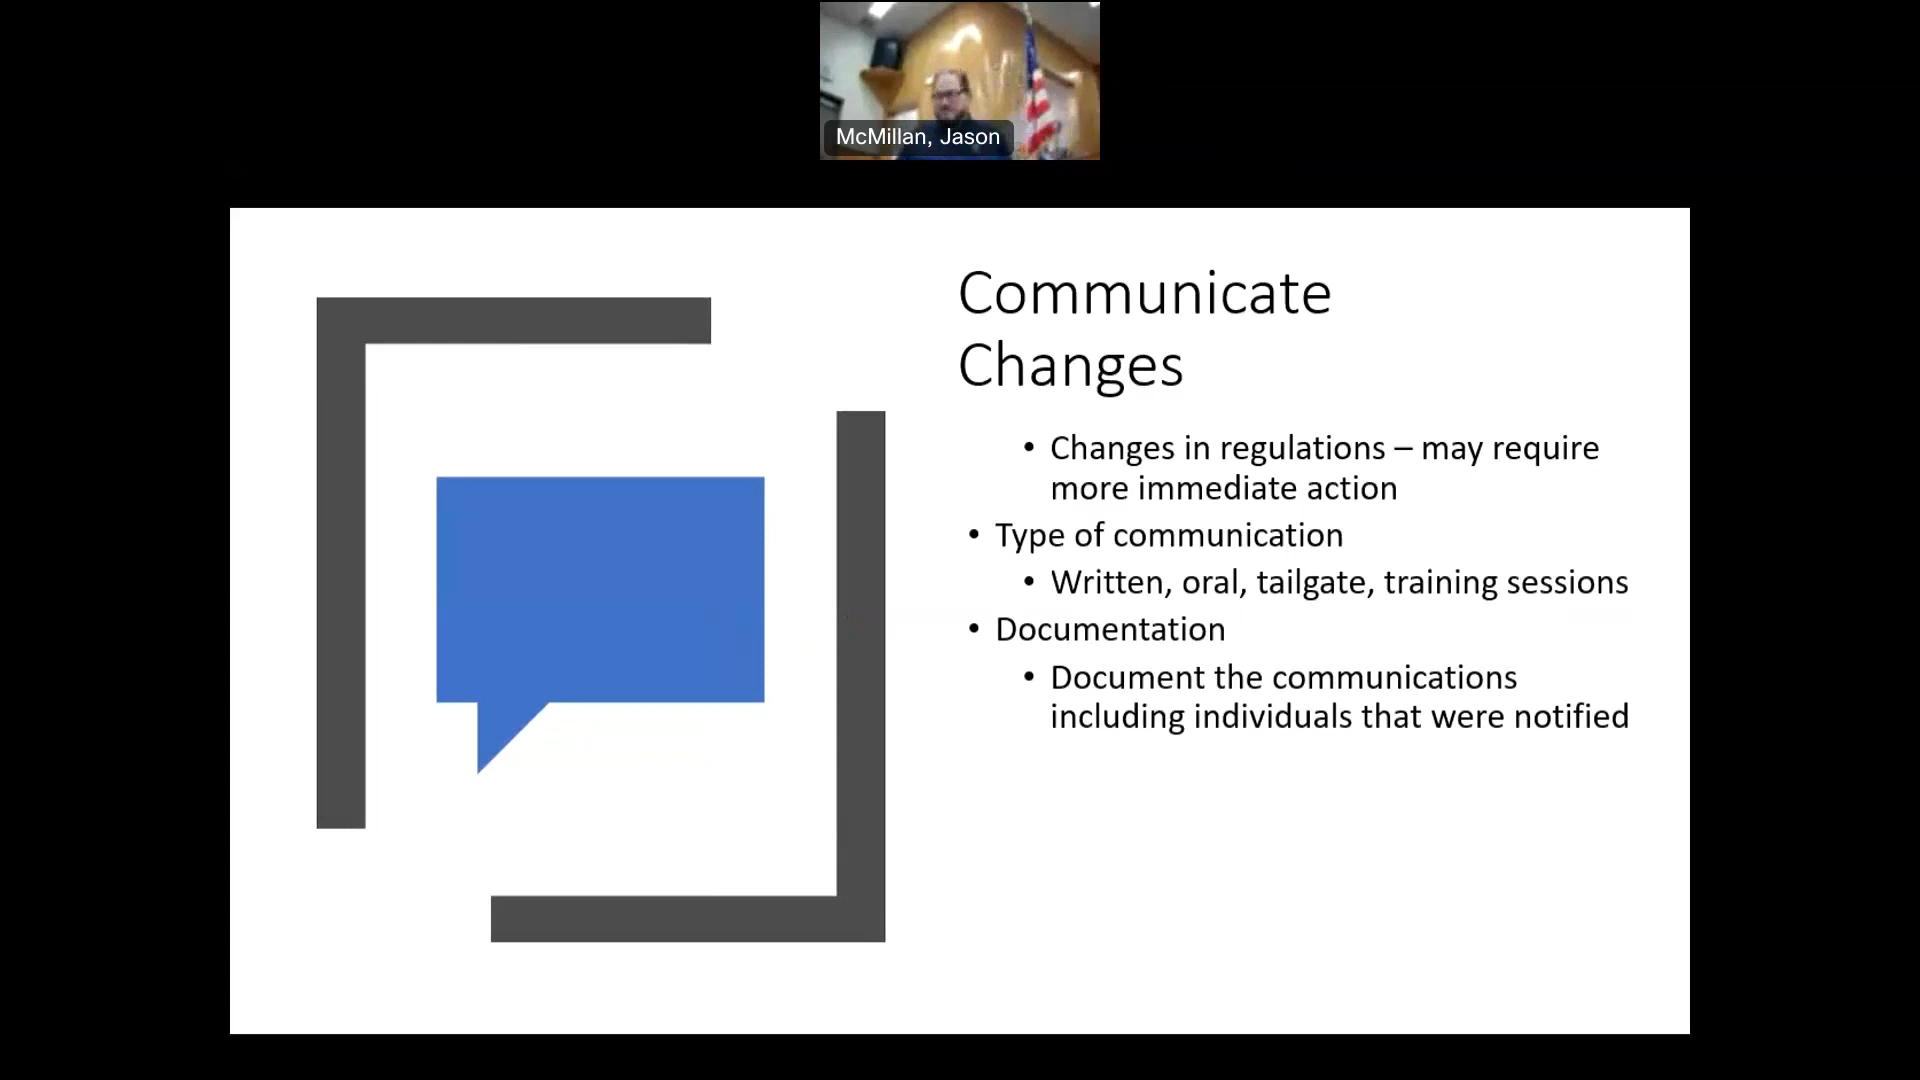 McMillan, Jason
Communicate
Changes
• Changes in regulations – may require
more immediate action
• Type of communication
• Written, oral, tailgate, training sessions
• Documentation
• Document the communications
including individuals that were notified